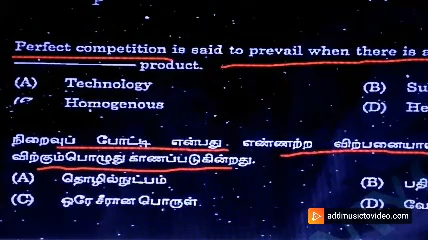 Perfect competition is said to prevail when there is a
product.
(A) Technology (B) Su
(C Homogenous (D) He
நிறைவுப் போட்டி என்பது எண்ணற்ற விற்பனையா
விற்கும்பொழுது காணப்படுகின்றது.
(A) தொழில்நுட்பம் (B) பதி
(C) ஒரே சீரான பொருள் (D) வே
addmusictovideo.com